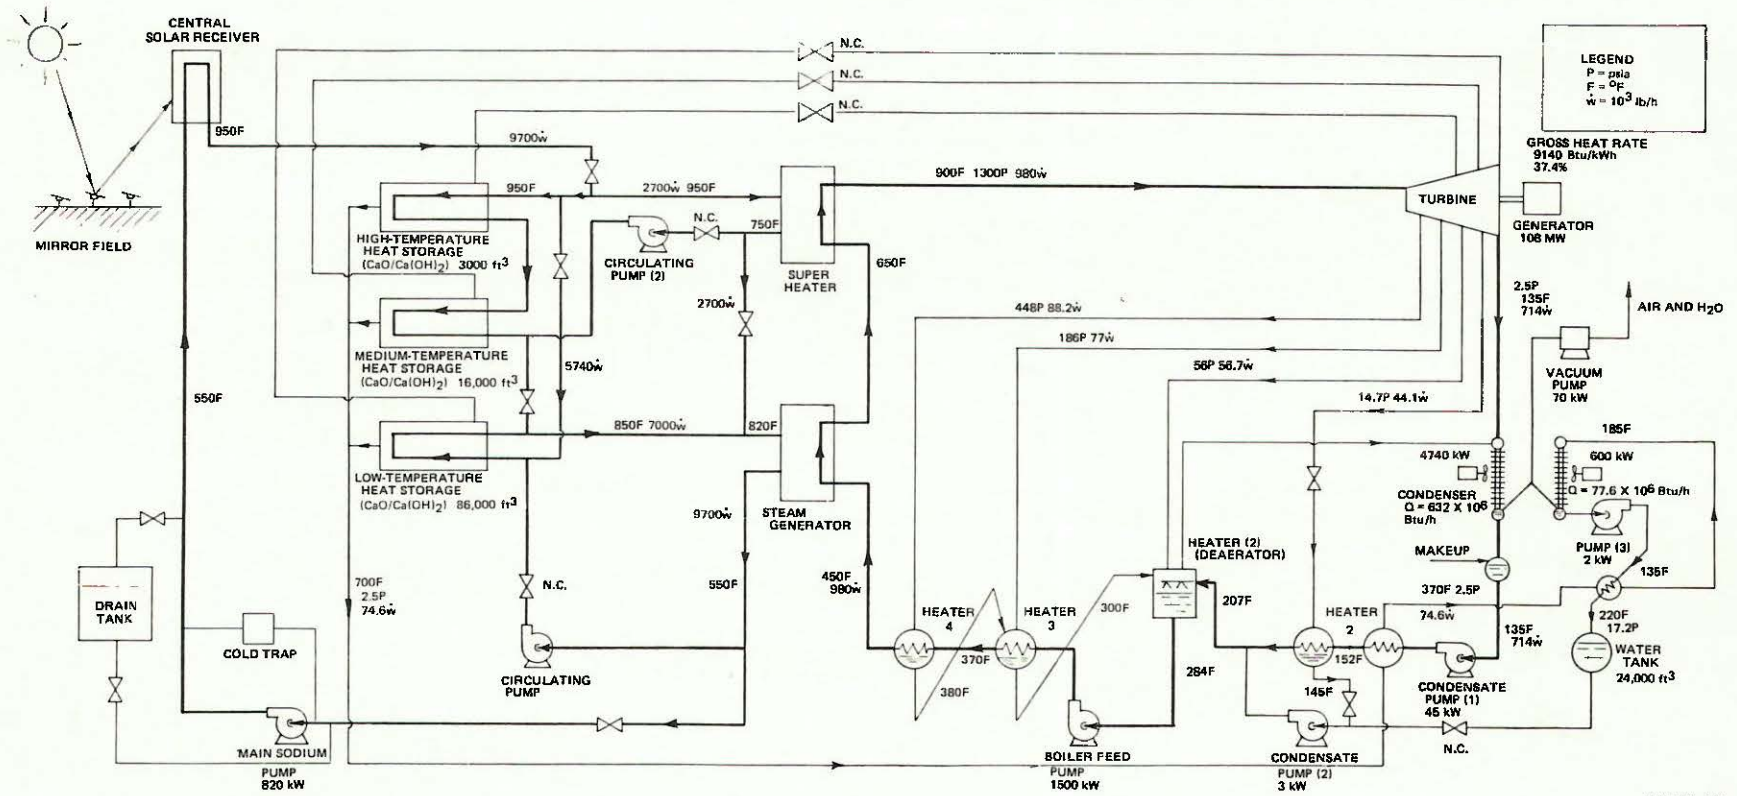 CENTRAL
SOLAR RECEIVER
950F
MIRROR FIELD
9700ẇ
N.C.
N.C.
N.C.
LEGEND
P = psia
F = °F
ẇ = 10³ lb/h
GROSS HEAT RATE
9140 Btu/kWh
37.4%
950F
2700ẇ 950F
900F 1300P 980ẇ
TURBINE
GENERATOR
108 MW
HIGH-TEMPERATURE
HEAT STORAGE
(CaO/Ca(OH)₂) 3000 ft³
CIRCULATING
PUMP (2)
N.C.
750F
SUPER
HEATER
650F
2700ẇ
448P 88.2ẇ
186P 77ẇ
56P 56.7ẇ
14.7P 44.1ẇ
2.5P
135F
714ẇ
AIR AND H₂O
VACUUM
PUMP
70 kW
MEDIUM-TEMPERATURE
HEAT STORAGE
(CaO/Ca(OH)₂) 16,000 ft³
5740ẇ
550F
850F 7000ẇ
820F
LOW-TEMPERATURE
HEAT STORAGE
(CaO/Ca(OH)₂) 86,000 ft³
STEAM
GENERATOR
9700ẇ
185F
4740 kW
600 kW
CONDENSER
Q = 632 X 10⁶
Btu/h
Q = 77.6 X 10⁶ Btu/h
PUMP (3)
2 kW
MAKEUP
135F
370F 2.5P
74.6ẇ
220F
17.2P
WATER
TANK
24,000 ft³
135F
714ẇ
HEATER (2)
(DEAERATOR)
207F
300F
284F
HEATER
4
HEATER
3
HEATER
2
450F
980ẇ
370F
380F
152F
145F
CONDENSATE
PUMP (1)
45 kW
N.C.
CONDENSATE
PUMP (2)
3 kW
BOILER FEED
PUMP
1500 kW
550F
N.C.
CIRCULATING
PUMP
700F
2.5P
74.6ẇ
DRAIN
TANK
COLD TRAP
MAIN SODIUM
PUMP
820 kW